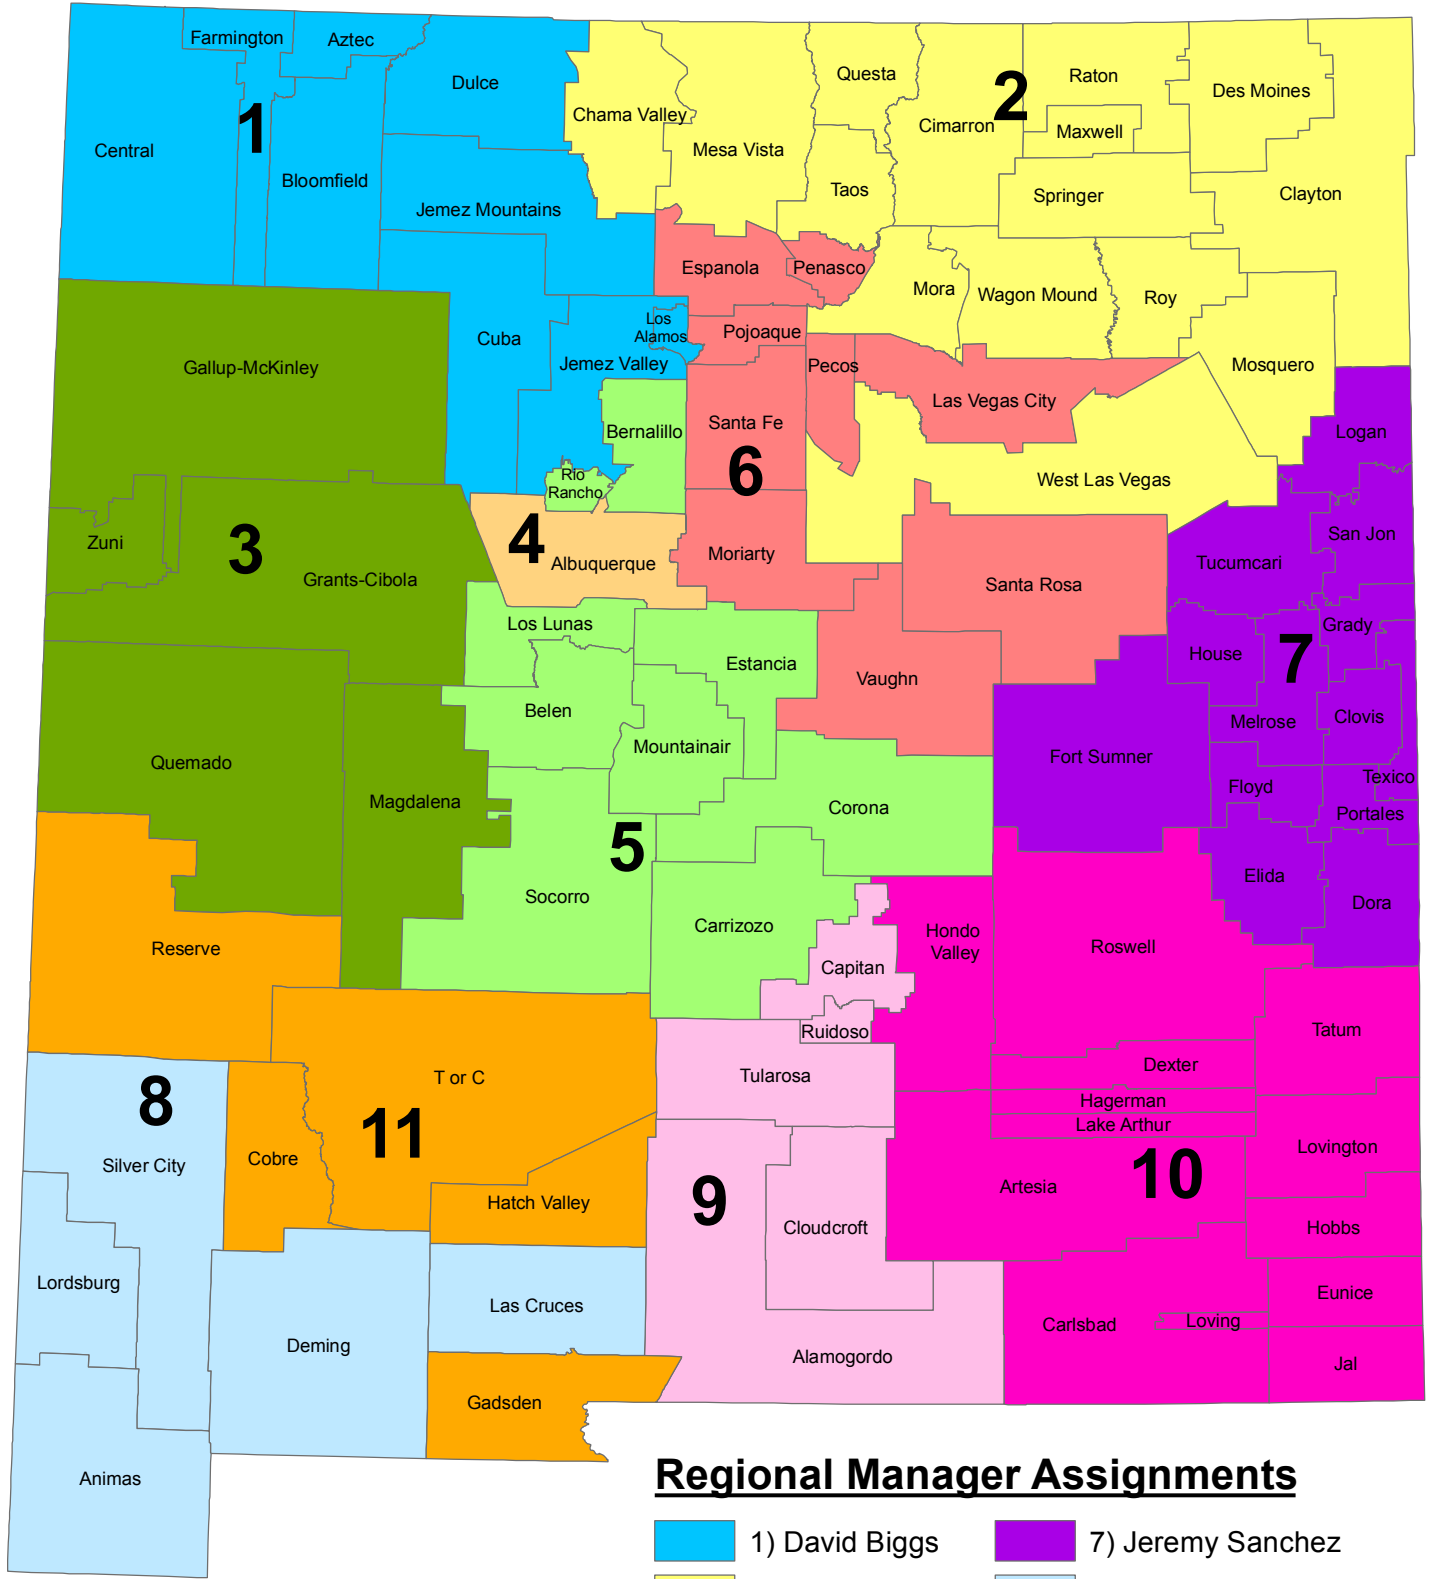 Farmington
Aztec
Dulce
1
Central
Bloomfield
Jemez Mountains
Chama Valley
Mesa Vista
Questa
Taos
Cimarron
2
Raton
Maxwell
Des Moines
Springer
Clayton
Espanola
Penasco
Mora
Wagon Mound
Roy
Mosquero
Gallup-McKinley
Cuba
Los
Alamos
Jemez Valley
Pojoaque
Pecos
Las Vegas City
Bernalillo
Santa Fe
6
Rio
Rancho
West Las Vegas
Logan
San Jon
Tucumcari
Zuni
3
Grants-Cibola
4
Albuquerque
Moriarty
Santa Rosa
Los Lunas
Estancia
Vaughn
House
7
Grady
Melrose
Clovis
Belen
Mountainair
Quemado
Magdalena
Fort Sumner
Floyd
Texico
Portales
Corona
5
Socorro
Carrizozo
Capitan
Hondo
Valley
Roswell
Elida
Dora
Reserve
Ruidoso
Tatum
T or C
Tularosa
Dexter
Hagerman
Lake Arthur
8
Silver City
Cobre
11
Hatch Valley
9
Cloudcroft
Artesia
10
Lovington
Hobbs
Lordsburg
Deming
Las Cruces
Alamogordo
Carlsbad
Loving
Eunice
Jal
Gadsden
Animas
Regional Manager Assignments
1) David Biggs
7) Jeremy Sanchez